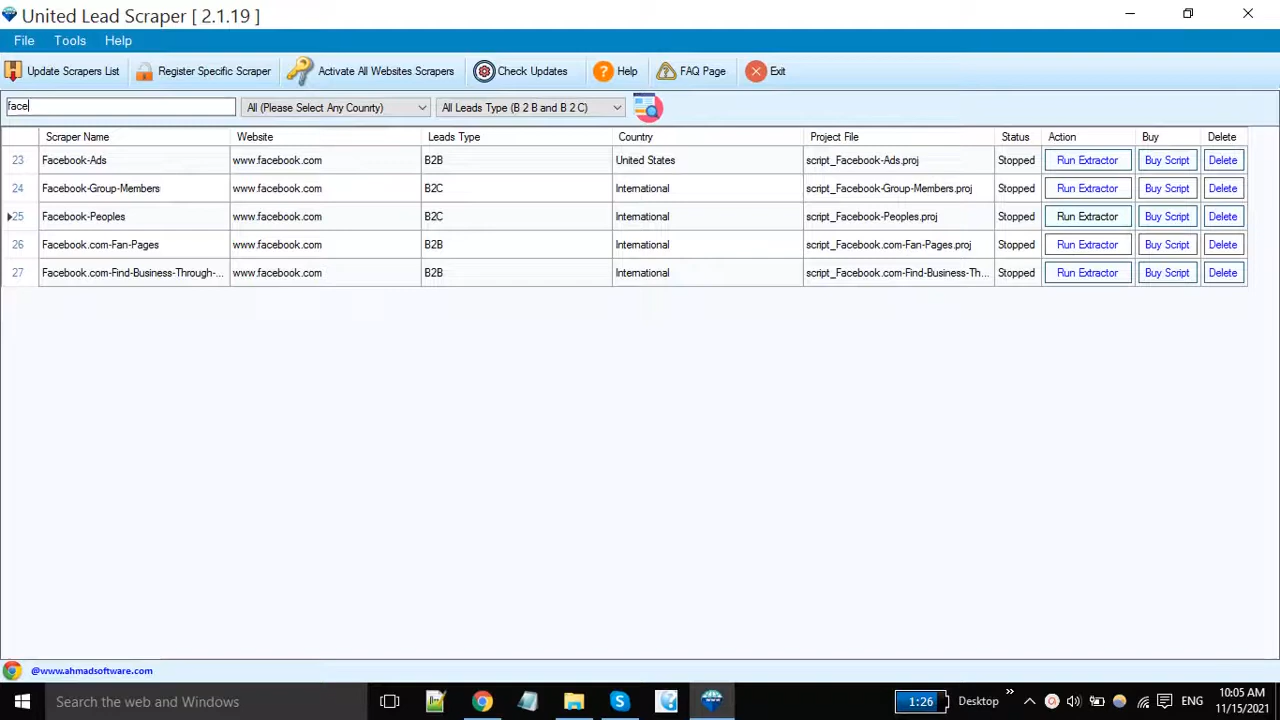 United Lead Scraper [ 2.1.19 ]
File Tools Help
Update Scrapers List Register Specific Scraper Activate All Websites Scrapers Check Updates Help FAQ Page Exit
face All (Please Select Any County) All Leads Type (B 2 B and B 2 C)
Scraper Name Website Leads Type Country Project File Status Action Buy Delete
23 Facebook-Ads www.facebook.com B2B United States script_Facebook-Ads.proj Stopped Run Extractor Buy Script Delete
24 Facebook-Group-Members www.facebook.com B2C International script_Facebook-Group-Members.proj Stopped Run Extractor Buy Script Delete
25 Facebook-Peoples www.facebook.com B2C International script_Facebook-Peoples.proj Stopped Run Extractor Buy Script Delete
26 Facebook.com-Fan-Pages www.facebook.com B2B International script_Facebook.com-Fan-Pages.proj Stopped Run Extractor Buy Script Delete
27 Facebook.com-Find-Business-Through-... www.facebook.com B2B International script_Facebook.com-Find-Business-Th... Stopped Run Extractor Buy Script Delete
@www.ahmadsoftware.com
Search the web and Windows 1:26 Desktop ENG 10:05 AM
11/15/2021